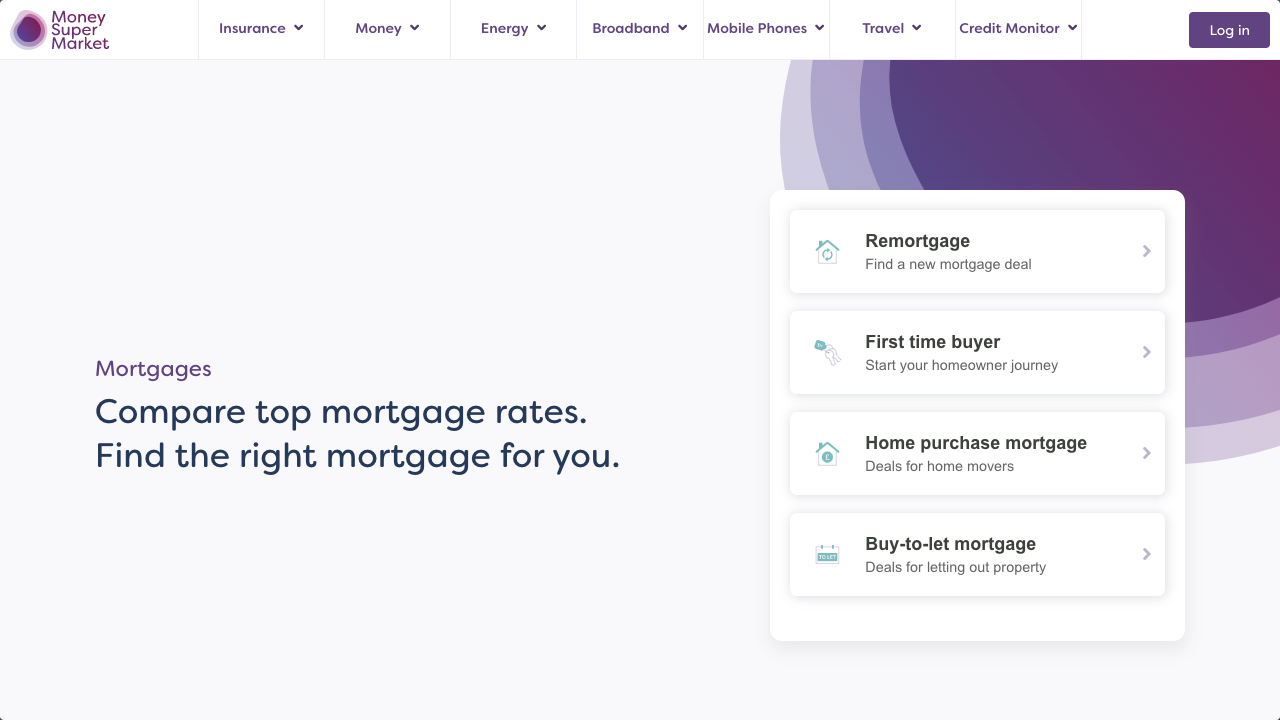 Money
Super
Market
Insurance
Money
Energy
Broadband
Mobile Phones
Travel
Credit Monitor
Log in
Mortgages
Compare top mortgage rates.
Find the right mortgage for you.
Remortgage
Find a new mortgage deal
First time buyer
Start your homeowner journey
Home purchase mortgage
Deals for home movers
TO LET
Buy-to-let mortgage
Deals for letting out property